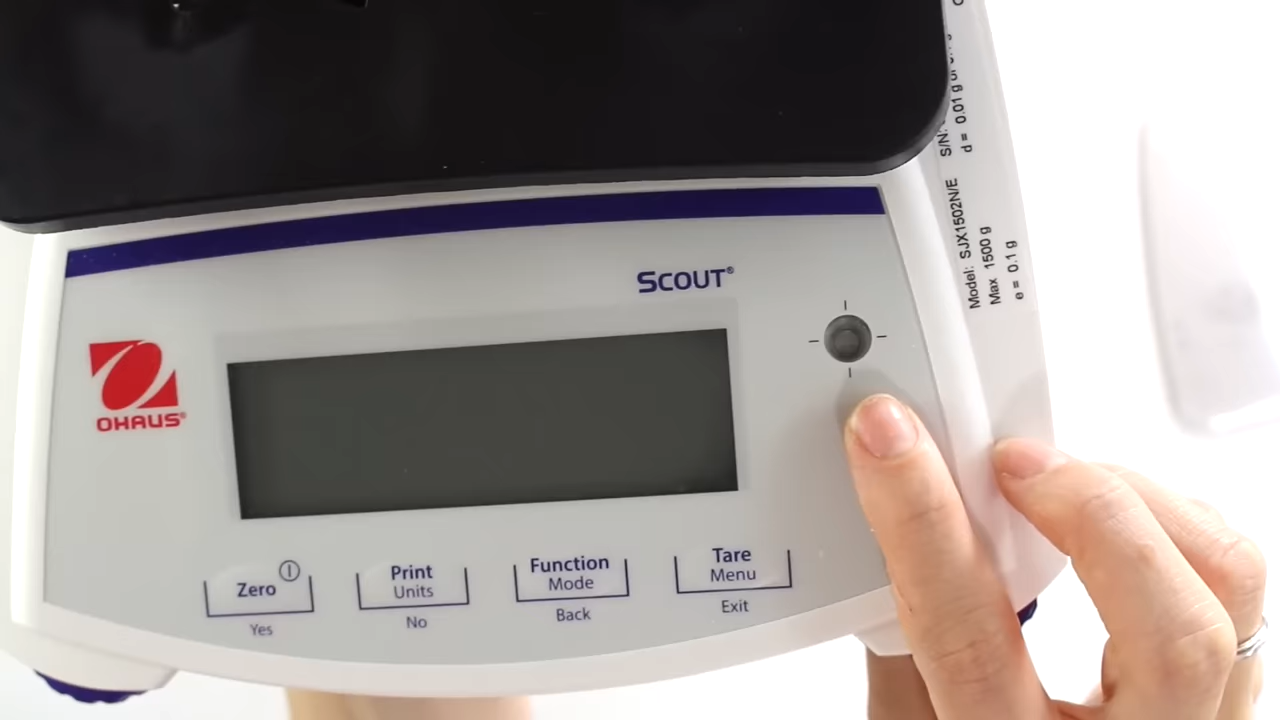 SCOUT®
OHAUS®
Zero
Yes
Print
Units
No
Function
Mode
Back
Tare
Menu
Exit
Model: SJX1502N/E S/N:
Max 1500 g d = 0.01 g
e = 0.1 g